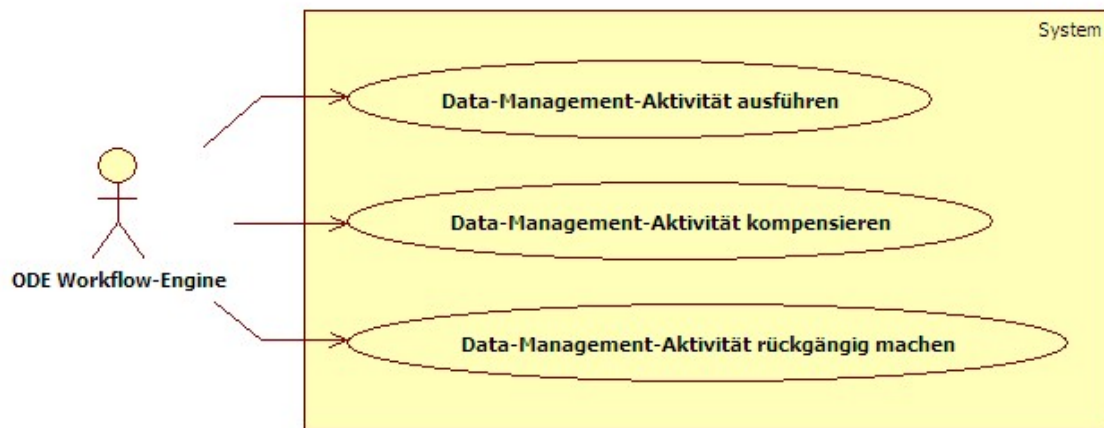 System
Data-Management-Aktivität ausführen
Data-Management-Aktivität kompensieren
ODE Workflow-Engine
Data-Management-Aktivität rückgängig machen